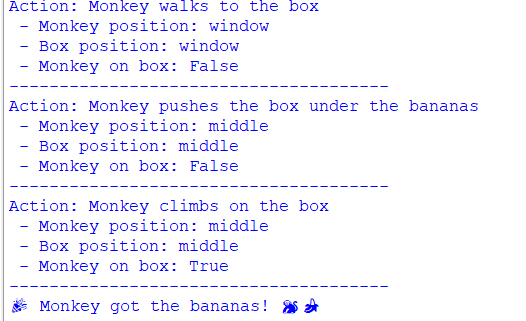 Action: Monkey walks to the box
 - Monkey position: window
 - Box position: window
 - Monkey on box: False
--------------------------------------
Action: Monkey pushes the box under the bananas
 - Monkey position: middle
 - Box position: middle
 - Monkey on box: False
--------------------------------------
Action: Monkey climbs on the box
 - Monkey position: middle
 - Box position: middle
 - Monkey on box: True
--------------------------------------
🎉 Monkey got the bananas! 🐒🍌